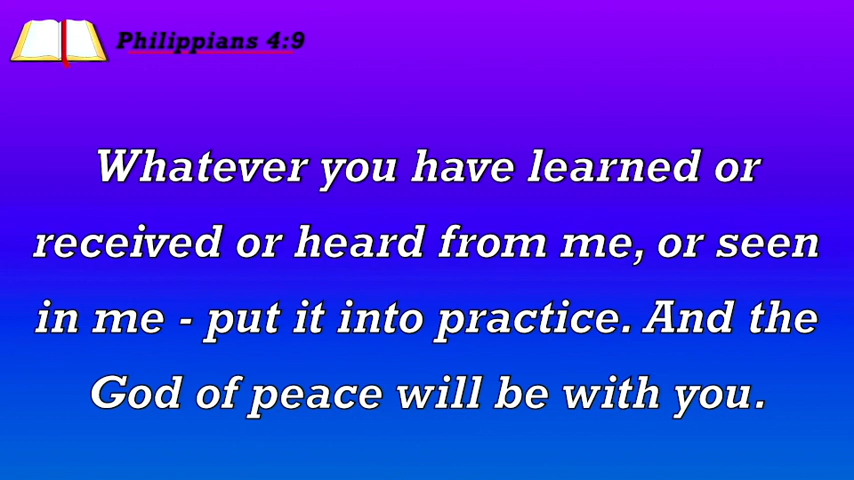 Philippians 4:9
Whatever you have learned or
received or heard from me, or seen
in me - put it into practice. And the
God of peace will be with you.